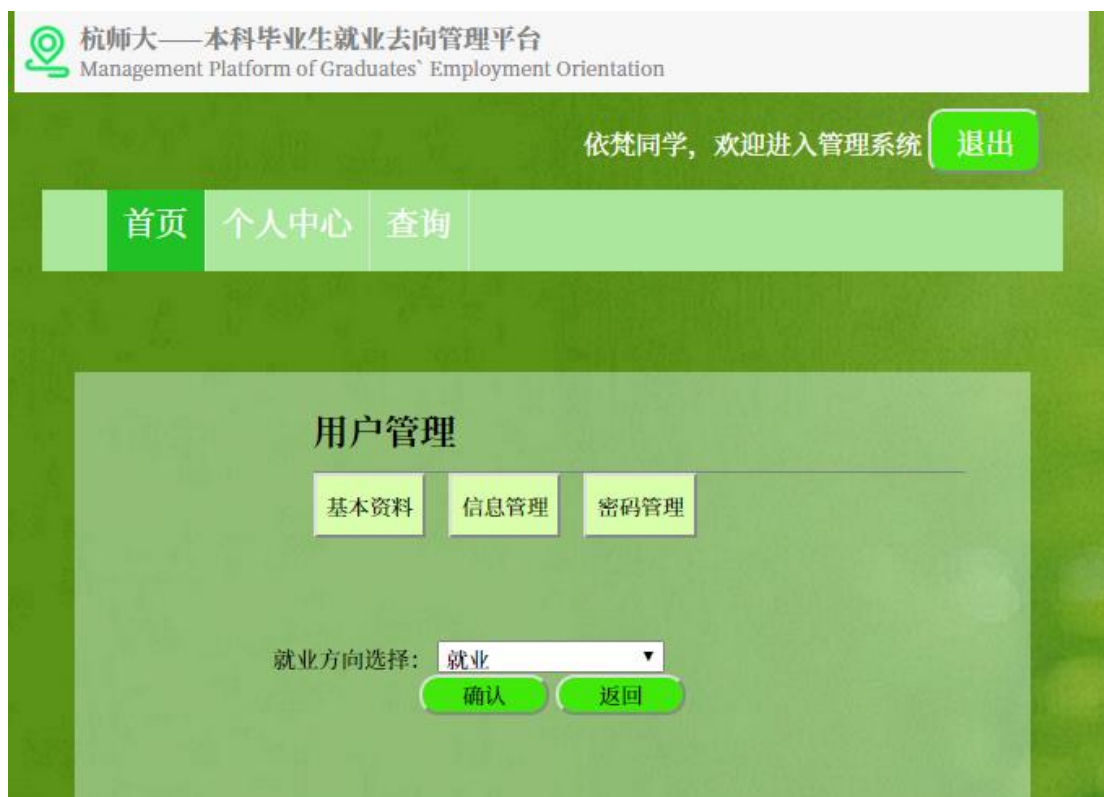 杭师大——本科毕业生就业去向管理平台
Management Platform of Graduates` Employment Orientation
依梵同学，欢迎进入管理系统 退出
首页 个人中心 查询
用户管理
基本资料 信息管理 密码管理
就业方向选择： 就业
确认 返回